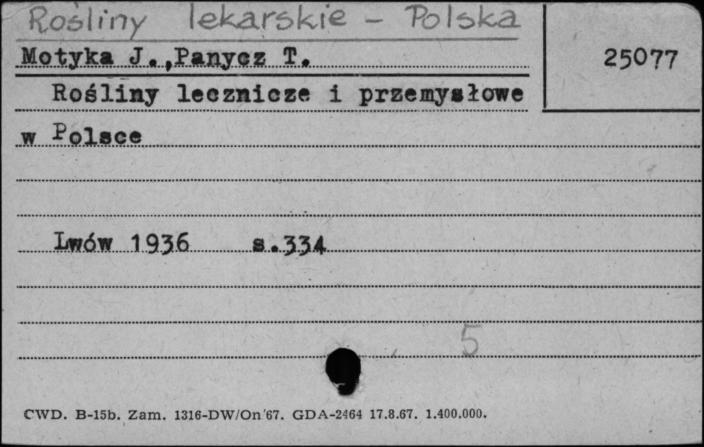 Rośliny lekarskie - Polska
Motyka J.,Panycz T.
25077
Rośliny lecznicze i przemysłowe
w Polsce
Lwów 1936 s.334
5
CWD. B-15b. Zam. 1316-DW/On/67. GDA-2464 17.8.67. 1.400.000.